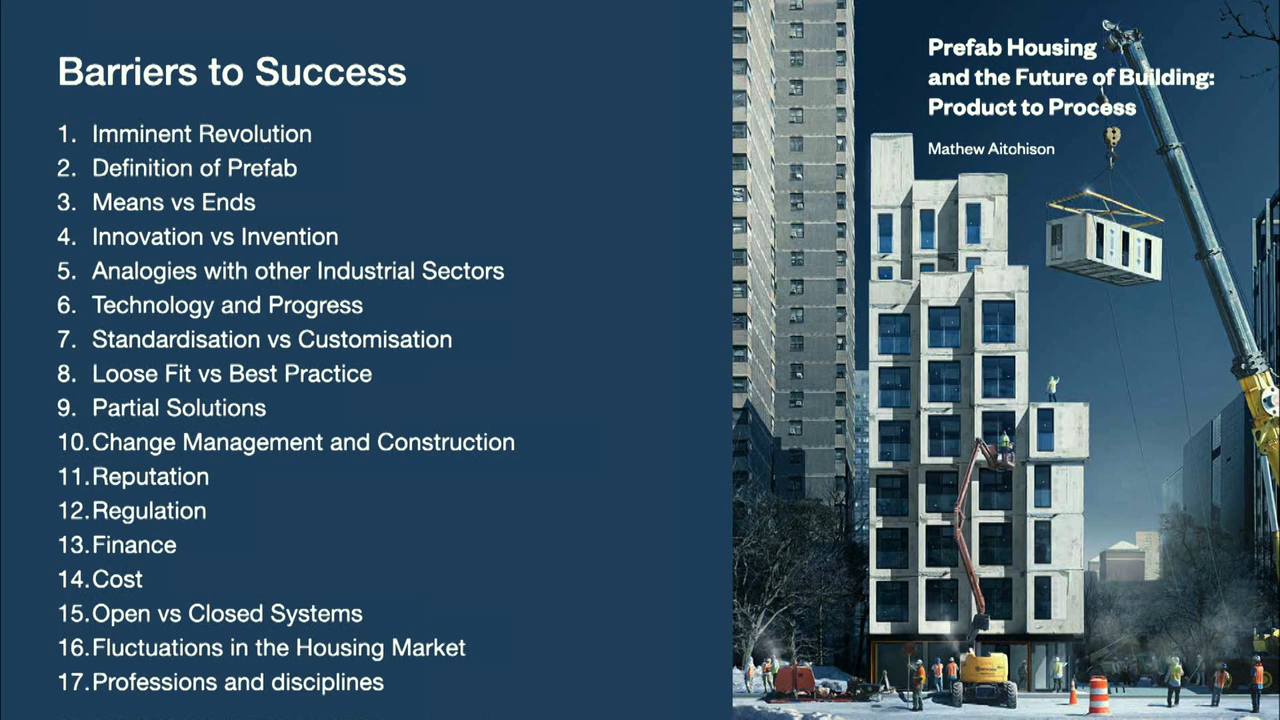 Barriers to Success
1. Imminent Revolution
2. Definition of Prefab
3. Means vs Ends
4. Innovation vs Invention
5. Analogies with other Industrial Sectors
6. Technology and Progress
7. Standardisation vs Customisation
8. Loose Fit vs Best Practice
9. Partial Solutions
10. Change Management and Construction
11. Reputation
12. Regulation
13. Finance
14. Cost
15. Open vs Closed Systems
16. Fluctuations in the Housing Market
17. Professions and disciplines
Prefab Housing
and the Future of Building:
Product to Process
Mathew Aitohison